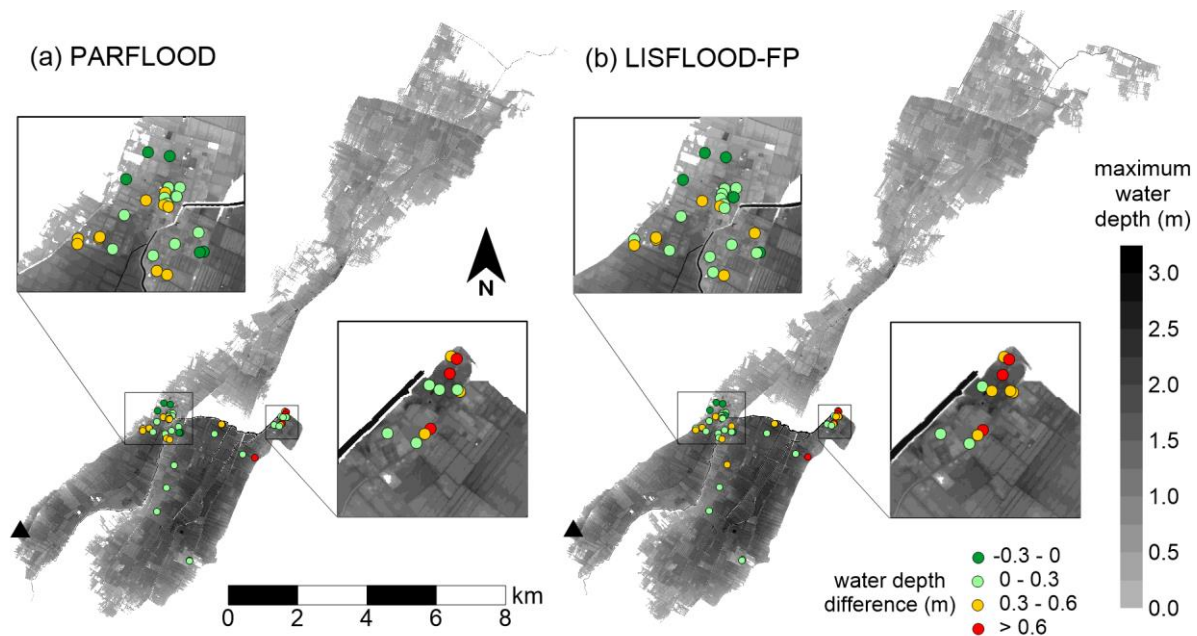 (a) PARFLOOD
(b) LISFLOOD-FP
N
maximum
water
depth (m)
3.0
2.5
2.0
1.5
1.0
0.5
0.0
0 2 4 6 8 km
water depth
difference (m)
-0.3 - 0
0 - 0.3
0.3 - 0.6
> 0.6